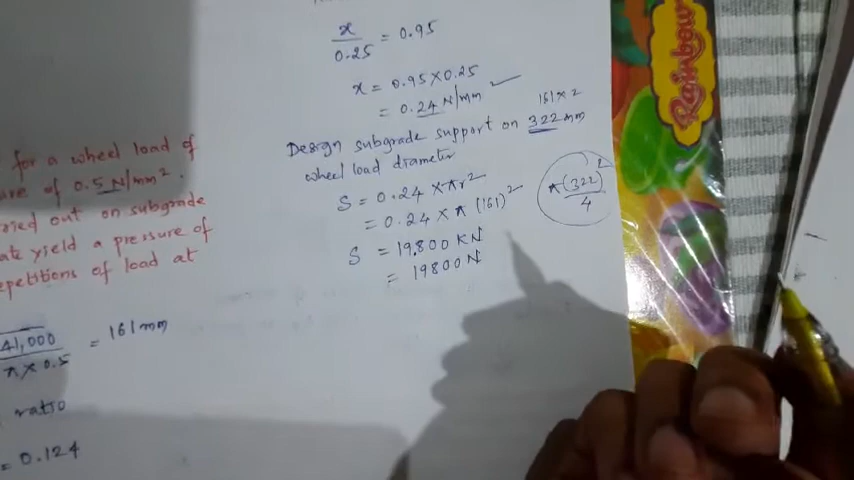 x/0.25 = 0.95
x = 0.95 × 0.25
= 0.24 N/mm
161 × 2
Design subgrade support on 322 mm
wheel load diameter
S = 0.24 × πr²
= 0.24 × π (161)²
π(322)²/4
S = 19.800 KN
= 19800 N
for a wheel load of
of 0.5 N/mm².
out on subgrade
yield a pressure of
of load at
41,000
π × 0.5
= 161 mm
ratio
= 0.124
Rainbow